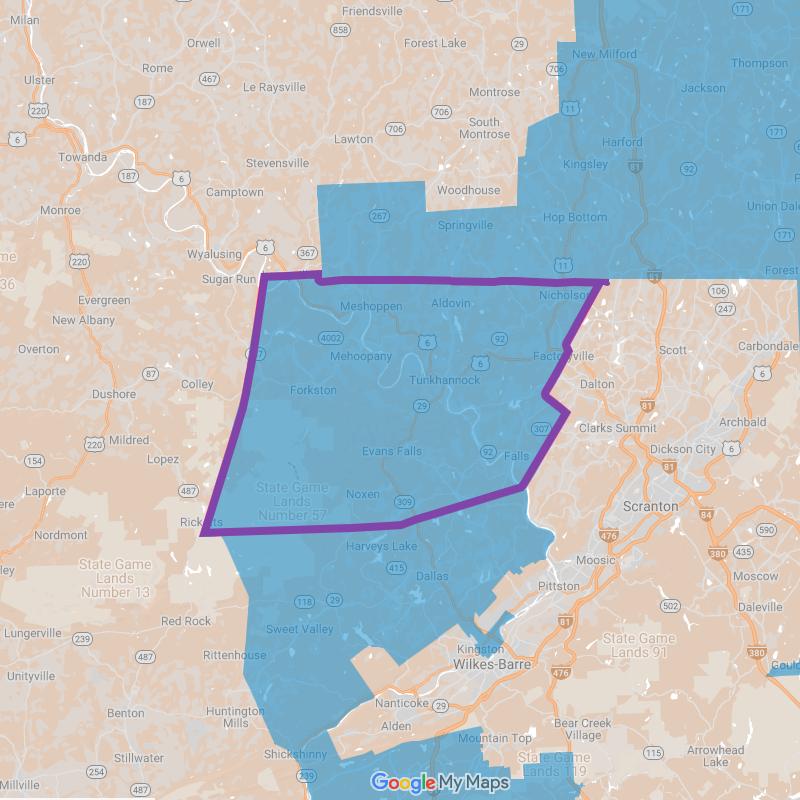 Milan
Friendsville
858
Orwell
Forest Lake
29
171
New Milford
Ulster
Rome
467
706
Thompson
Le Raysville
Montrose
Jackson
220
187
706
11
6
706
South
Montrose
171
Towanda
Lawton
Harford
187
6
Stevensville
Kingsley
81
92
Camptown
Woodhouse
Monroe
267
Springville
Hop Bottom
Union Dale
171
Wyalusing
6
367
11
220
Sugar Run
81
Forest
36
106
Evergreen
Meshoppen
Aldovin
Nicholson
247
New Albany
4002
6
92
Overton
Mehoopany
6
Factoryville
Scott
Carbondale
87
Colley
Forkston
Tunkhannock
Dalton
6
Dushore
29
81
Archbald
Mildred
220
307
Clarks Summit
Evans Falls
92
Falls
Dickson City
6
154
Lopez
81
Laporte
487
State Game
Lands
Number 57
Noxen
309
Scranton
84
Ricketts
590
Nordmont
476
Harveys Lake
380
435
State Game
Lands
Number 13
415
Dallas
Moosic
Moscow
Pittston
118
29
502
Daville
Red Rock
81
Lungerville
239
Sweet Valley
State Game
Lands 91
487
Rittenhouse
Kingston
380
Wilkes-Barre
476
Unityville
Nanticoke
29
Benton
Huntington
Mills
Alden
Bear Creek
Village
Mountain Top
Stillwater
Shickshinny
115
Arrowhead
Lake
254
239
State Game
Lands 119
Millville
487
Google My Maps